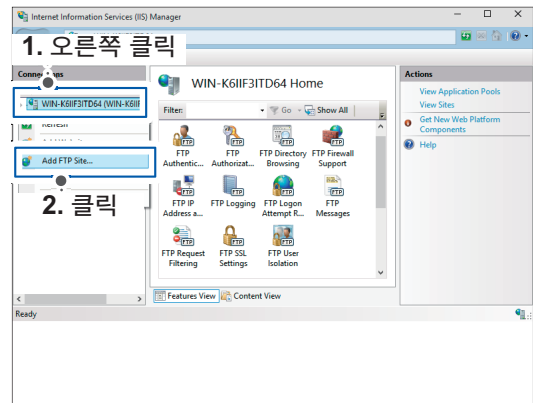 Internet Information Services (IIS) Manager
1. 오른쪽 클릭
WIN-K6IIF3ITD64 (WIN-K6IIF
Refresh
Add FTP Site...
2. 클릭
WIN-K6IIF3ITD64 Home
Filter: Go Show All
FTP Authentic...
FTP Authorizat...
FTP Directory Browsing
FTP Firewall Support
FTP IP Address a...
FTP Logging
FTP Logon Attempt R...
FTP Messages
FTP Request Filtering
FTP SSL Settings
FTP User Isolation
Features View Content View
Actions
View Application Pools
View Sites
Get New Web Platform
Components
Help
Ready